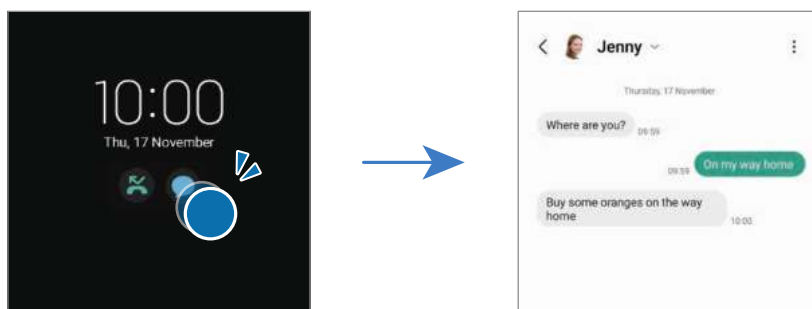 10:00
Thu, 17 November
Jenny
Thursday, 17 November
Where are you?
09:59
09:59
On my way home
Buy some oranges on the way
home
10:00